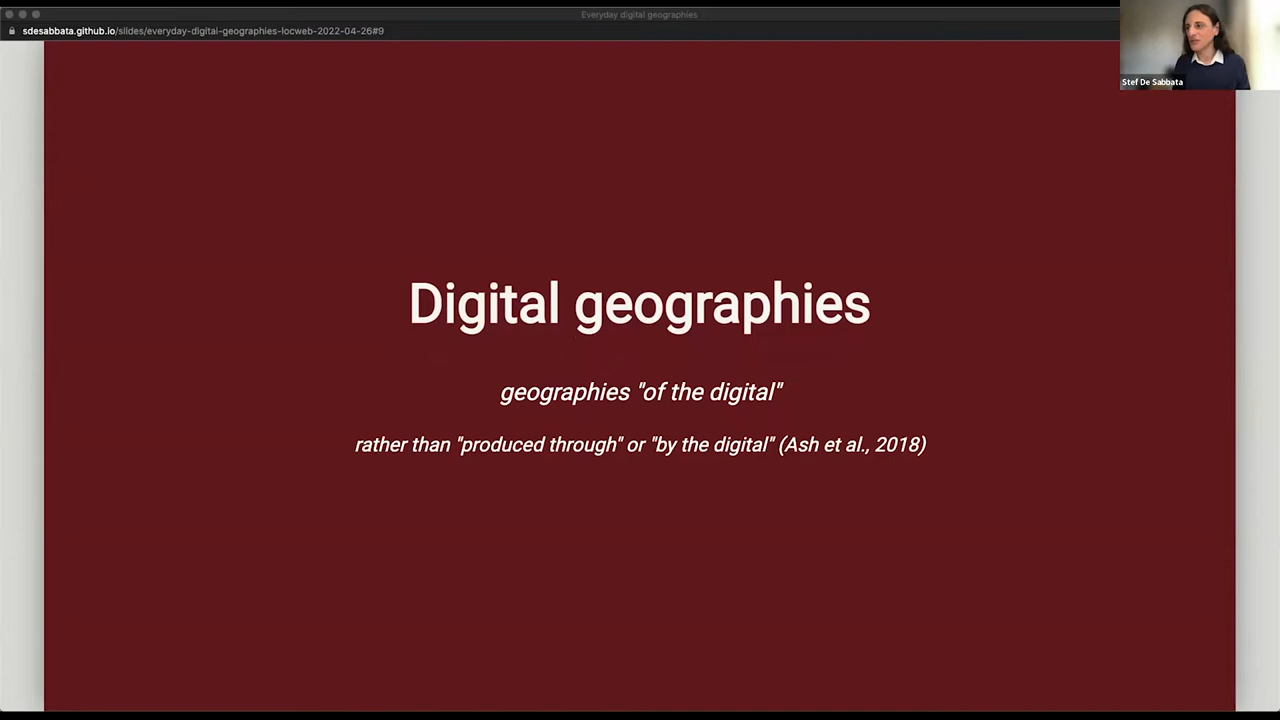 Everyday digital geographies
sdesabbata.github.io/slides/everyday-digital-geographies-locweb-2022-04-26#9
Stef De Sabbata
Digital geographies
geographies "of the digital"
rather than "produced through" or "by the digital" (Ash et al., 2018)